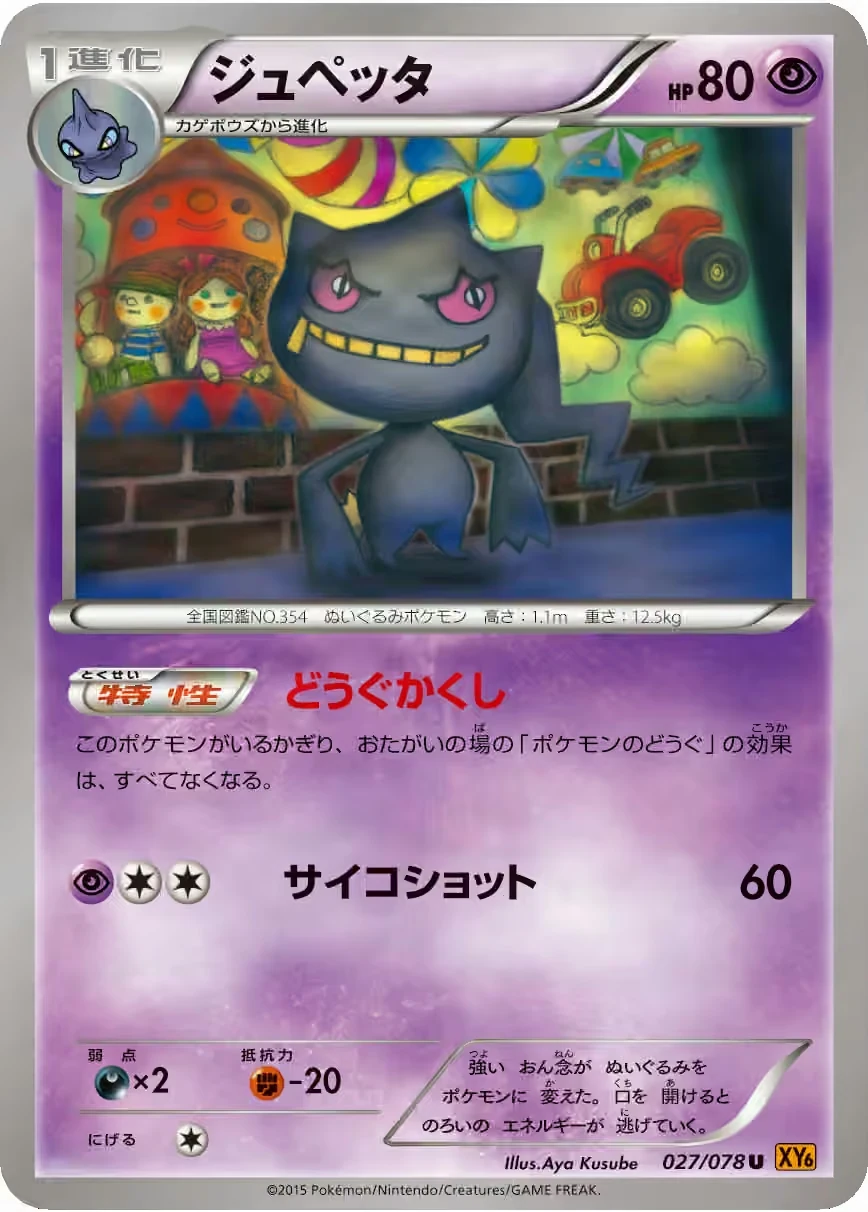 1進化
ジュペッタ
HP80
カゲボウズから進化
全国図鑑NO.354 ぬいぐるみポケモン 高さ:1.1m 重さ:12.5kg
とくせい
特性 どうぐかくし
このポケモンがいるかぎり、おたがいの場の「ポケモンのどうぐ」の効果
は、すべてなくなる。
サイコショット 60
弱点 抵抗力
×2 -20
にげる
強い おん念が ぬいぐるみを
ポケモンに 変えた。口を 開けると
のろいの エネルギーが 逃げていく。
Illus.Aya Kusube 027/078 U XY6
©2015 Pokémon/Nintendo/Creatures/GAME FREAK.